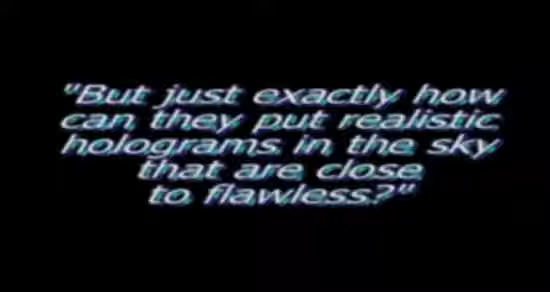 "But just exactly how
can they put realistic
holograms in the sky
that are close
to flawless?"